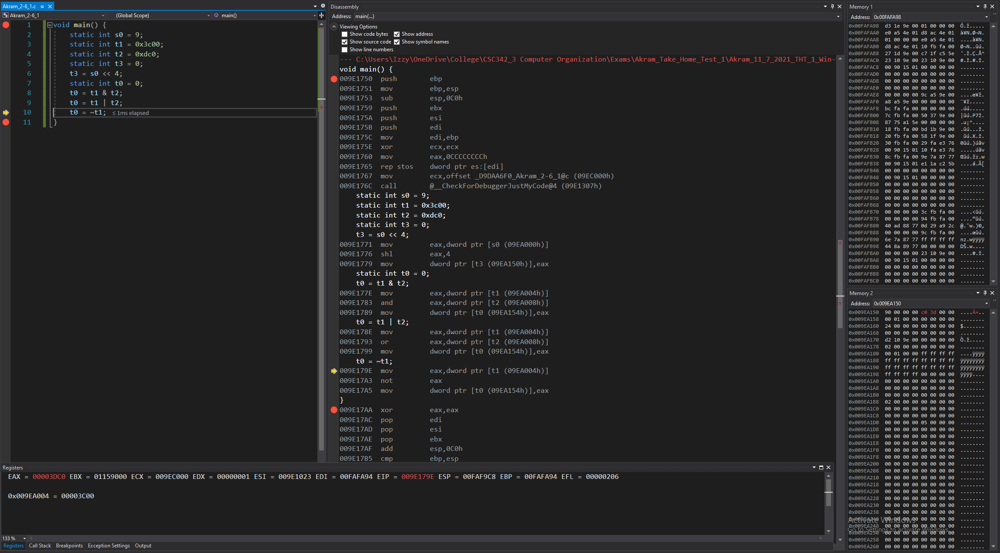 Akram_2-6_1.c
Akram_2-6_1 (Global Scope) main()
1 void main() {
2 static int s0 = 9;
3 static int t1 = 0x3c00;
4 static int t2 = 0xdc0;
5 static int t3 = 0;
6 t3 = s0 << 4;
7 static int t0 = 0;
8 t0 = t1 & t2;
9 t0 = t1 | t2;
10 t0 = ~t1; ≤ 1ms elapsed
11 }
Disassembly
Address: main(...)
Viewing Options
Show code bytes Show address
Show source code Show symbol names
Show line numbers
--- C:\Users\Izzy\OneDrive\College\CSC342_3 Computer Organization\Exams\Akram_Take_Home_Test_1\Akram_11_7_2021_THT_1_Win-
void main() {
009E1750 push ebp
009E1751 mov ebp,esp
009E1753 sub esp,0C0h
009E1759 push ebx
009E175A push esi
009E175B push edi
009E175C mov edi,ebp
009E175E xor ecx,ecx
009E1760 mov eax,0CCCCCCCCh
009E1765 rep stos dword ptr es:[edi]
009E1767 mov ecx,offset _D9DAA6F0_Akram_2-6_1@c (09EC000h)
009E176C call @__CheckForDebuggerJustMyCode@4 (09E1307h)
static int s0 = 9;
static int t1 = 0x3c00;
static int t2 = 0xdc0;
static int t3 = 0;
t3 = s0 << 4;
009E1771 mov eax,dword ptr [s0 (09EA000h)]
009E1776 shl eax,4
009E1779 mov dword ptr [t3 (09EA150h)],eax
static int t0 = 0;
t0 = t1 & t2;
009E177E mov eax,dword ptr [t1 (09EA004h)]
009E1783 and eax,dword ptr [t2 (09EA008h)]
009E1789 mov dword ptr [t0 (09EA154h)],eax
t0 = t1 | t2;
009E178E mov eax,dword ptr [t1 (09EA004h)]
009E1793 or eax,dword ptr [t2 (09EA008h)]
009E1799 mov dword ptr [t0 (09EA154h)],eax
t0 = ~t1;
009E179E mov eax,dword ptr [t1 (09EA004h)]
009E17A3 not eax
009E17A5 mov dword ptr [t0 (09EA154h)],eax
}
009E17AA xor eax,eax
009E17AC pop edi
009E17AD pop esi
009E17AE pop ebx
009E17AF add esp,0C0h
009E17B5 cmp ebp,esp
Memory 1
Address: 0x00FAFA98
0x00FAFA98 d3 1e 9e 00 01 00 00 00 Ó.ž.....
0x00FAFAA0 e0 a5 4e 01 d8 ac 4e 01 à¥N.Ø¬N.
0x00FAFAA8 01 00 00 00 e0 a5 4e 01 ....à¥N.
0x00FAFAB0 d8 ac 4e 01 10 fb fa 00 Ø¬N..ûú.
0x00FAFAB8 27 1d 9e 00 c7 1f c5 5e '.ž.Ç.Å^
0x00FAFAC0 23 10 9e 00 23 10 9e 00 #.ž.#.ž.
0x00FAFAC8 00 90 15 01 00 00 00 00 ........
0x00FAFAD0 00 00 00 00 00 00 00 00 ........
0x00FAFAD8 00 00 00 00 00 00 00 00 ........
0x00FAFAE0 00 00 00 00 00 00 00 00 ........
0x00FAFAE8 00 00 00 00 9c a5 9e 00 ....œ¥ž.
0x00FAFAF0 a8 a5 9e 00 00 00 00 00 ¨¥ž.....
0x00FAFAF8 bc fa fa 00 00 00 00 00 .úú.....
0x00FAFB00 7c fb fa 00 50 37 9e 00 |ûú.P7ž.
0x00FAFB08 87 75 a1 5e 00 00 00 00 .u¡^....
0x00FAFB10 18 fb fa 00 bd 1b 9e 00 .ûú...ž.
0x00FAFB18 20 fb fa 00 58 1f 9e 00 ûú.X.ž.
0x00FAFB20 30 fb fa 00 29 fa e3 76 0ûú.)úãv
0x00FAFB28 00 90 15 01 10 fa e3 76 .....úãv
0x00FAFB30 8c fb fa 00 9e 7a 87 77 Œûú.žz.w
0x00FAFB38 00 90 15 01 e1 1a c2 5b ....á.Â[
0x00FAFB40 00 00 00 00 00 00 00 00 ........
0x00FAFB48 00 90 15 01 00 00 00 00 ........
0x00FAFB50 00 00 00 00 00 00 00 00 ........
0x00FAFB58 00 00 00 00 00 00 00 00 ........
0x00FAFB60 00 00 00 00 00 00 00 00 ........
0x00FAFB68 00 00 00 00 00 00 00 00 ........
0x00FAFB70 00 00 00 00 3c fb fa 00 ....<ûú.
0x00FAFB78 00 00 00 00 94 fb fa 00 ....”ûú.
0x00FAFB80 40 ad 88 77 0d 29 a9 2c @.ˆw.)©,
0x00FAFB88 00 00 00 00 9c fb fa 00 ....œûú.
0x00FAFB90 6e 7a 87 77 ff ff ff ff nz.wÿÿÿÿ
0x00FAFB98 44 8a 89 77 00 00 00 00 DŠ.w....
0x00FAFBA0 00 00 00 00 23 10 9e 00 ....#.ž.
0x00FAFBA8 00 90 15 01 00 00 00 00 ........
0x00FAFBB0 00 00 00 00 00 00 00 00 ........
0x00FAFBB8 00 00 00 00 00 00 00 00 ........
0x00FAFBC0 00 00 00 00 00 00 00 00 ........
Memory 2
Address: 0x009EA150
0x009EA150 90 00 00 00 c0 3d 00 00 ....À=..
0x009EA158 00 01 00 00 00 00 00 00 ........
0x009EA160 24 00 00 00 00 00 00 00 $.......
0x009EA168 00 00 00 00 00 00 00 00 ........
0x009EA170 d2 10 9e 00 00 00 00 00 Ò.ž.....
0x009EA178 02 00 00 00 00 00 00 00 ........
0x009EA180 00 01 00 00 ff ff ff ff ....ÿÿÿÿ
0x009EA188 ff ff ff ff ff ff ff ff ÿÿÿÿÿÿÿÿ
0x009EA190 ff ff ff ff ff ff ff ff ÿÿÿÿÿÿÿÿ
0x009EA198 ff ff ff ff 00 00 00 00 ÿÿÿÿ....
0x009EA1A0 00 00 00 00 00 00 00 00 ........
0x009EA1A8 00 00 00 00 00 00 00 00 ........
0x009EA1B0 00 00 00 00 00 00 00 00 ........
0x009EA1B8 02 00 00 00 00 00 00 00 ........
0x009EA1C0 00 00 00 00 00 00 00 00 ........
0x009EA1C8 00 00 00 00 00 00 00 00 ........
0x009EA1D0 00 00 00 00 05 00 00 00 ........
0x009EA1D8 00 00 00 00 00 00 00 00 ........
0x009EA1E0 00 00 00 00 00 00 00 00 ........
0x009EA1E8 00 00 00 00 00 00 00 00 ........
0x009EA1F0 00 00 00 00 00 00 00 00 ........
0x009EA1F8 00 00 00 00 00 00 00 00 ........
0x009EA200 00 00 00 00 00 00 00 00 ........
0x009EA208 00 00 00 00 00 00 00 00 ........
0x009EA210 00 00 00 00 00 00 00 00 ........
0x009EA218 00 00 00 00 00 00 00 00 ........
0x009EA220 00 00 00 00 00 00 00 00 ........
0x009EA228 00 00 00 00 00 00 00 00 ........
0x009EA230 00 00 00 00 00 00 00 00 ........
0x009EA238 00 00 00 00 00 00 00 00 ........
0x009EA240 00 00 00 00 00 00 00 00 ........
0x009EA248 00 00 00 00 00 00 00 00 ........
0x009EA250 00 00 00 00 00 00 00 00 ........
0x009EA258 00 00 00 00 00 00 00 00 ........
0x009EA260 00 00 00 00 00 00 00 00 ........
Activate Windows
Go to Settings to activate Windows.
Registers
EAX = 00003DC0 EBX = 01159000 ECX = 009EC000 EDX = 00000001 ESI = 009E1023 EDI = 00FAFA94 EIP = 009E179E ESP = 00FAF9C8 EBP = 00FAFA94 EFL = 00000206
0x009EA004 = 00003C00
133 %
Registers Call Stack Breakpoints Exception Settings Output